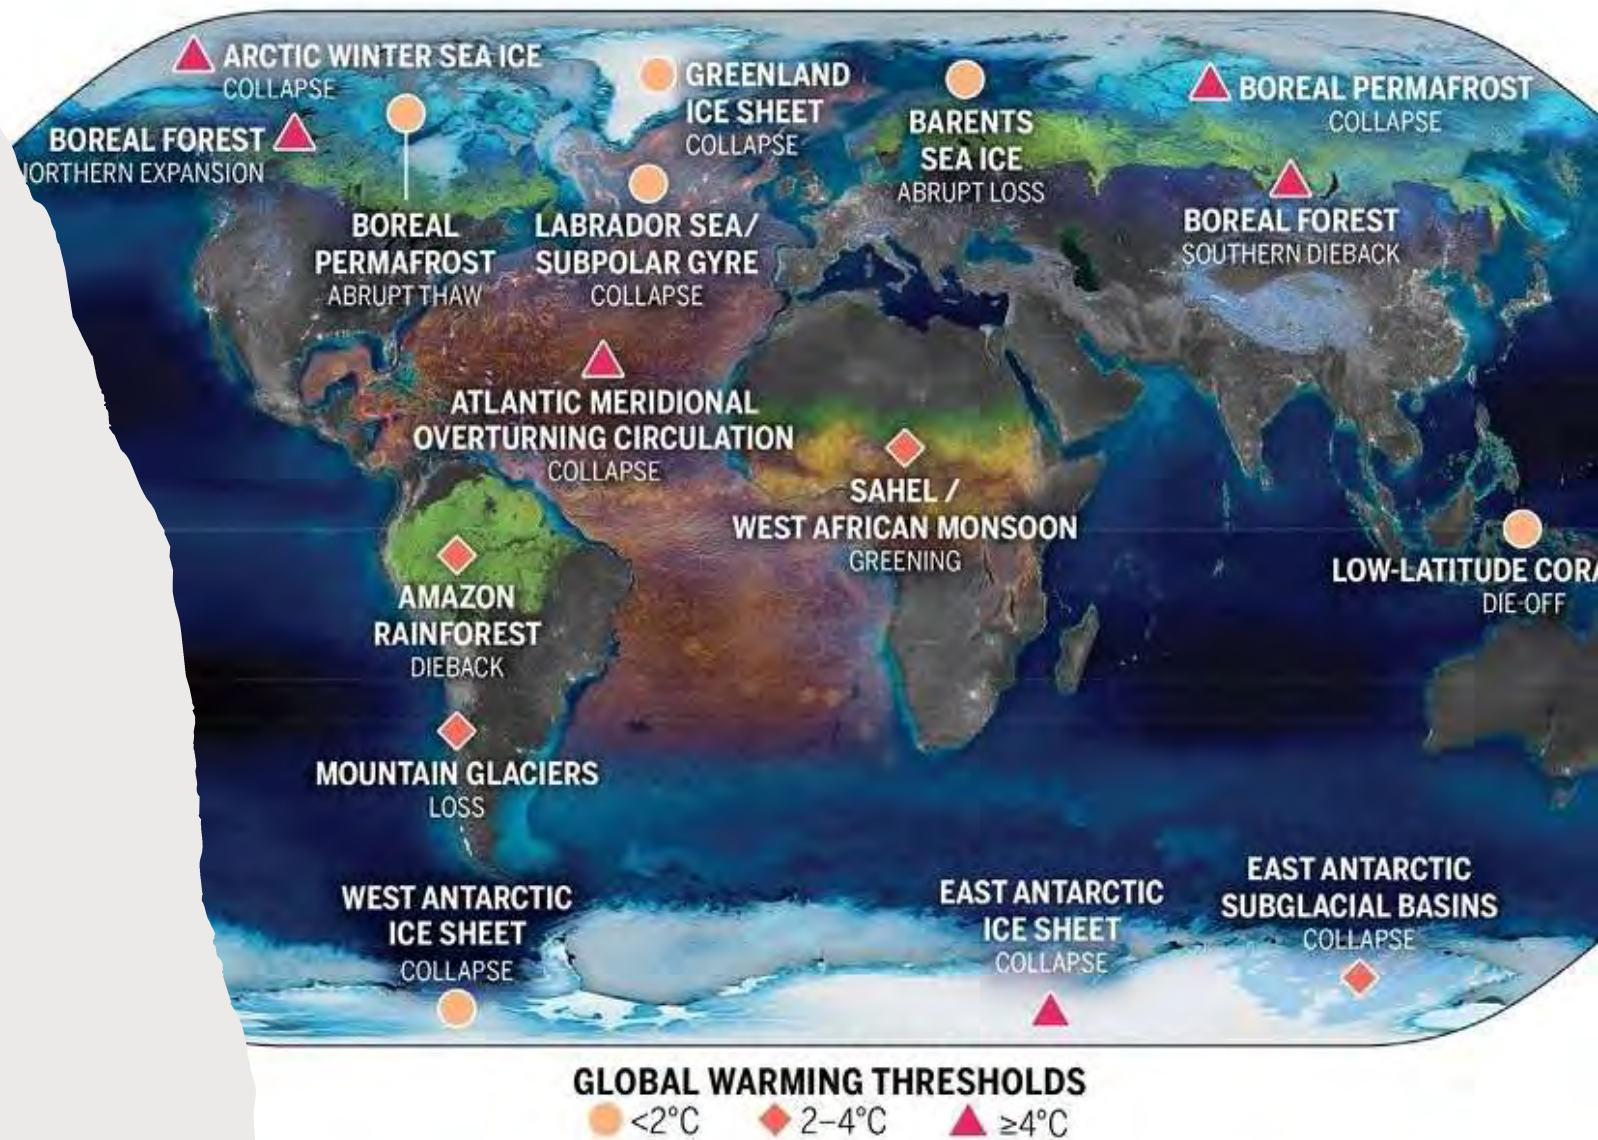 ARCTIC WINTER SEA ICE
COLLAPSE
BOREAL FOREST
NORTHERN EXPANSION
BOREAL
PERMAFROST
ABRUPT THAW
GREENLAND
ICE SHEET
COLLAPSE
LABRADOR SEA/
SUBPOLAR GYRE
COLLAPSE
BARENTS
SEA ICE
ABRUPT LOSS
BOREAL PERMAFROST
COLLAPSE
BOREAL FOREST
SOUTHERN DIEBACK
ATLANTIC MERIDIONAL
OVERTURNING CIRCULATION
COLLAPSE
SAHEL /
WEST AFRICAN MONSOON
GREENING
LOW-LATITUDE
DIE-OFF
AMAZON
RAINFOREST
DIEBACK
MOUNTAIN GLACIERS
LOSS
WEST ANTARCTIC
ICE SHEET
COLLAPSE
EAST ANTARCTIC
ICE SHEET
COLLAPSE
EAST ANTARCTIC
SUBGLACIAL BASINS
COLLAPSE
GLOBAL WARMING THRESHOLDS
<2°C 2–4°C ≥4°C